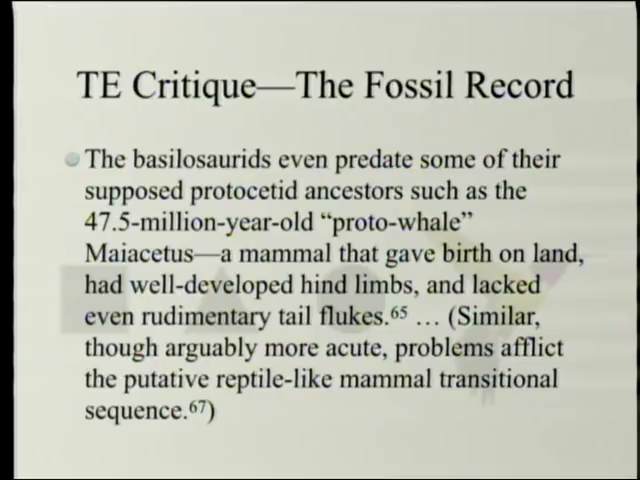 TE Critique—The Fossil Record
The basilosaurids even predate some of their
supposed protocetid ancestors such as the
47.5-million-year-old “proto-whale”
Maiacetus—a mammal that gave birth on land,
had well-developed hind limbs, and lacked
even rudimentary tail flukes.65 … (Similar,
though arguably more acute, problems afflict
the putative reptile-like mammal transitional
sequence.67)